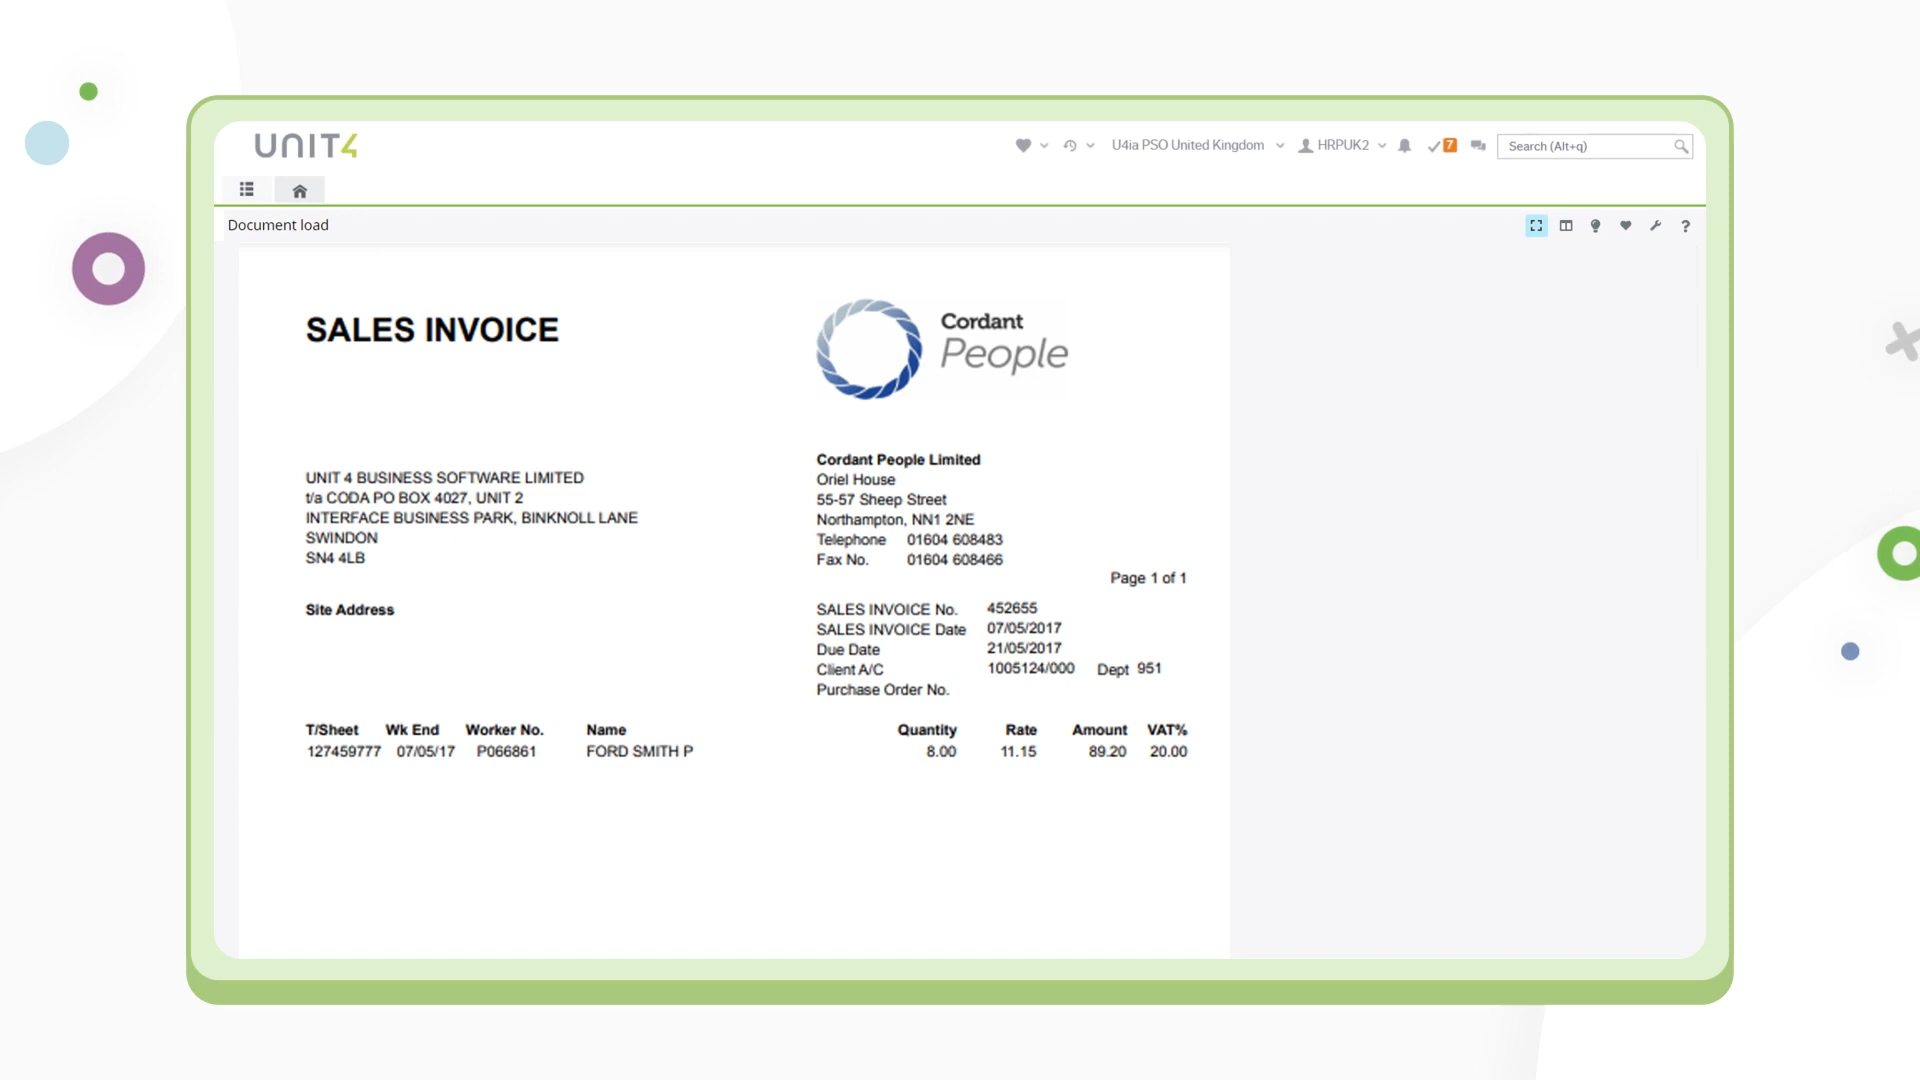 UNIT4
U4ia PSO United Kingdom HRPUK2 7 Search (Alt+q)
Document load ?
SALES INVOICE
Cordant
People
Cordant People Limited
Oriel House
55-57 Sheep Street
Northampton, NN1 2NE
Telephone 01604 608483
Fax No. 01604 608466
UNIT 4 BUSINESS SOFTWARE LIMITED
t/a CODA PO BOX 4027, UNIT 2
INTERFACE BUSINESS PARK, BINKNOLL LANE
SWINDON
SN4 4LB
Page 1 of 1
Site Address
SALES INVOICE No. 452655
SALES INVOICE Date 07/05/2017
Due Date 21/05/2017
Client A/C 1005124/000 Dept 951
Purchase Order No.
T/Sheet Wk End Worker No. Name Quantity Rate Amount VAT%
127459777 07/05/17 P066861 FORD SMITH P 8.00 11.15 89.20 20.00